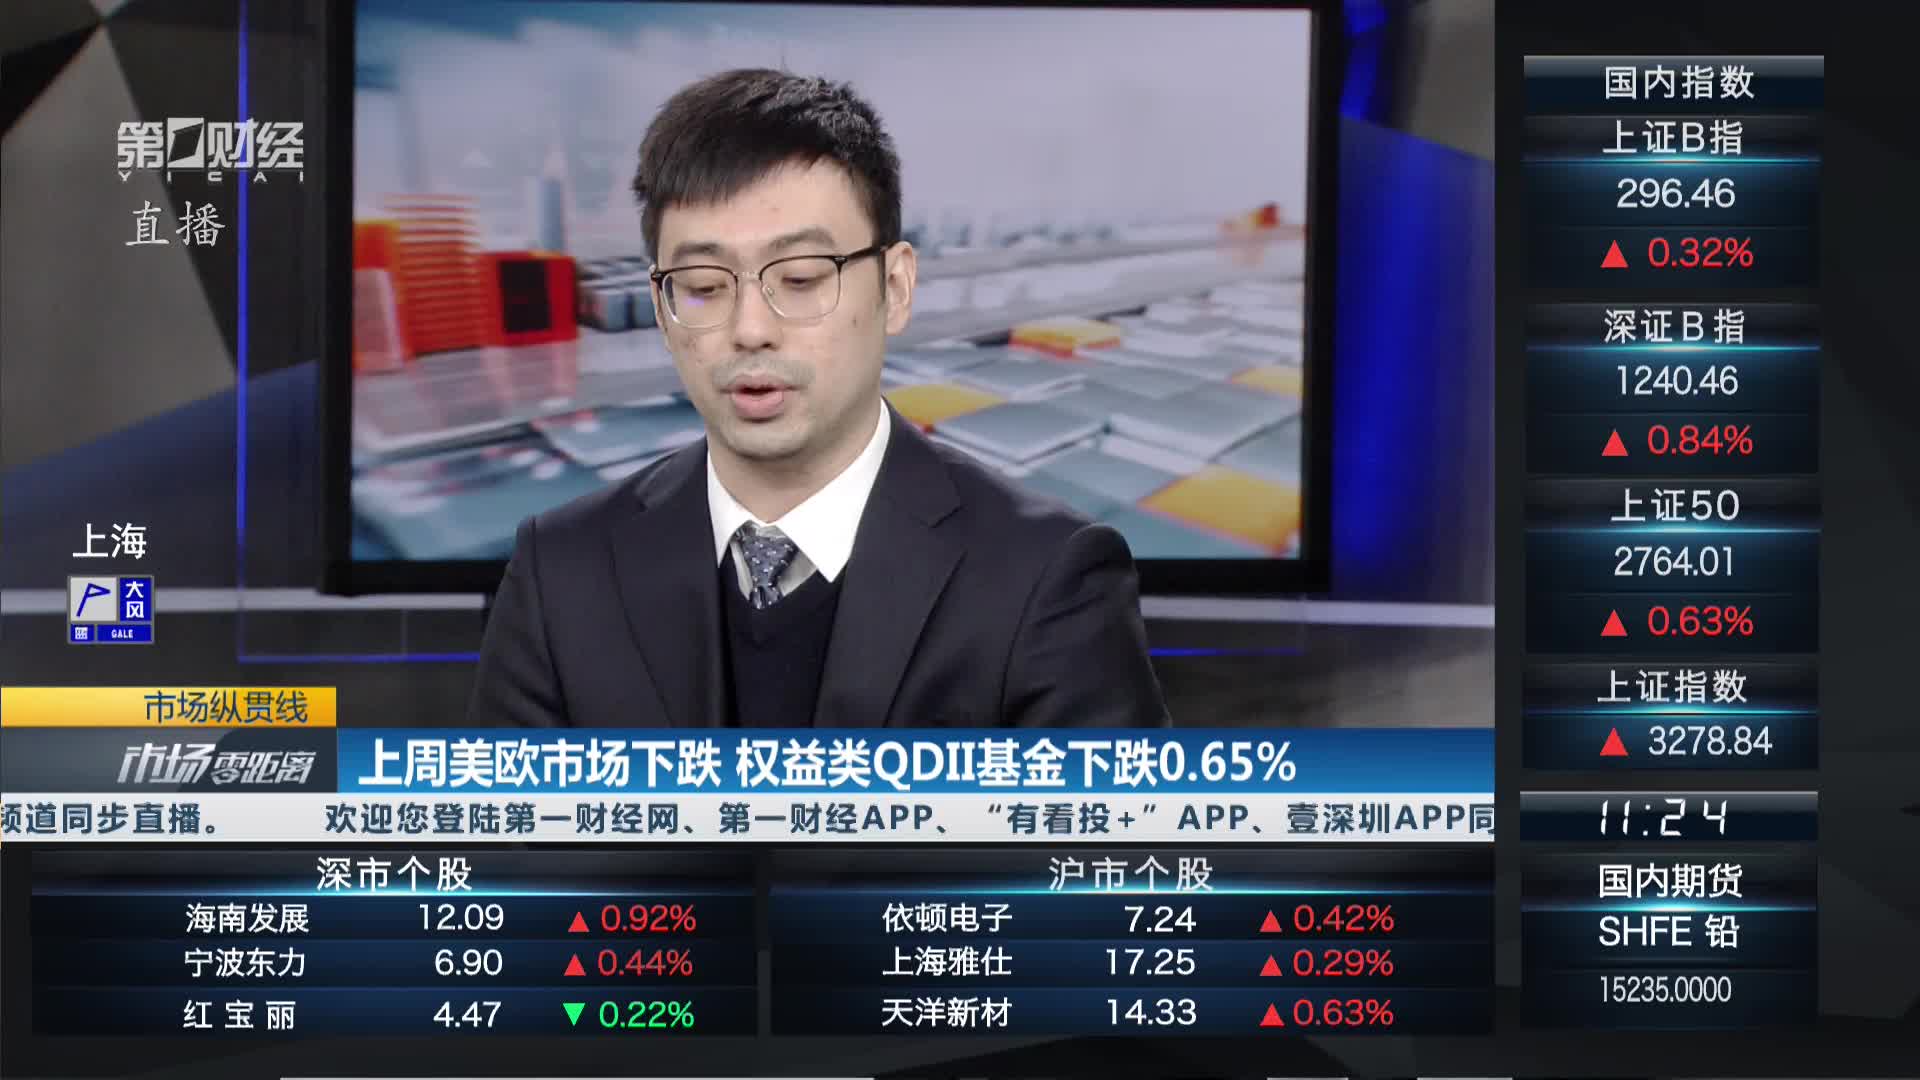 第一财经
YICAI
直播
上海
大风
蓝 GALE
市场纵贯线
市场零距离
上周美欧市场下跌 权益类QDII基金下跌0.65%
频道同步直播。 欢迎您登陆第一财经网、第一财经APP、“有看投+”APP、壹深圳APP同
深市个股
海南发展 12.09 ▲ 0.92%
宁波东力 6.90 ▲ 0.44%
红宝丽 4.47 ▼ 0.22%
沪市个股
依顿电子 7.24 ▲ 0.42%
上海雅仕 17.25 ▲ 0.29%
天洋新材 14.33 ▲ 0.63%
国内指数
上证B指
296.46
▲ 0.32%
深证B指
1240.46
▲ 0.84%
上证50
2764.01
▲ 0.63%
上证指数
▲ 3278.84
11:24
国内期货
SHFE 铅
15235.0000